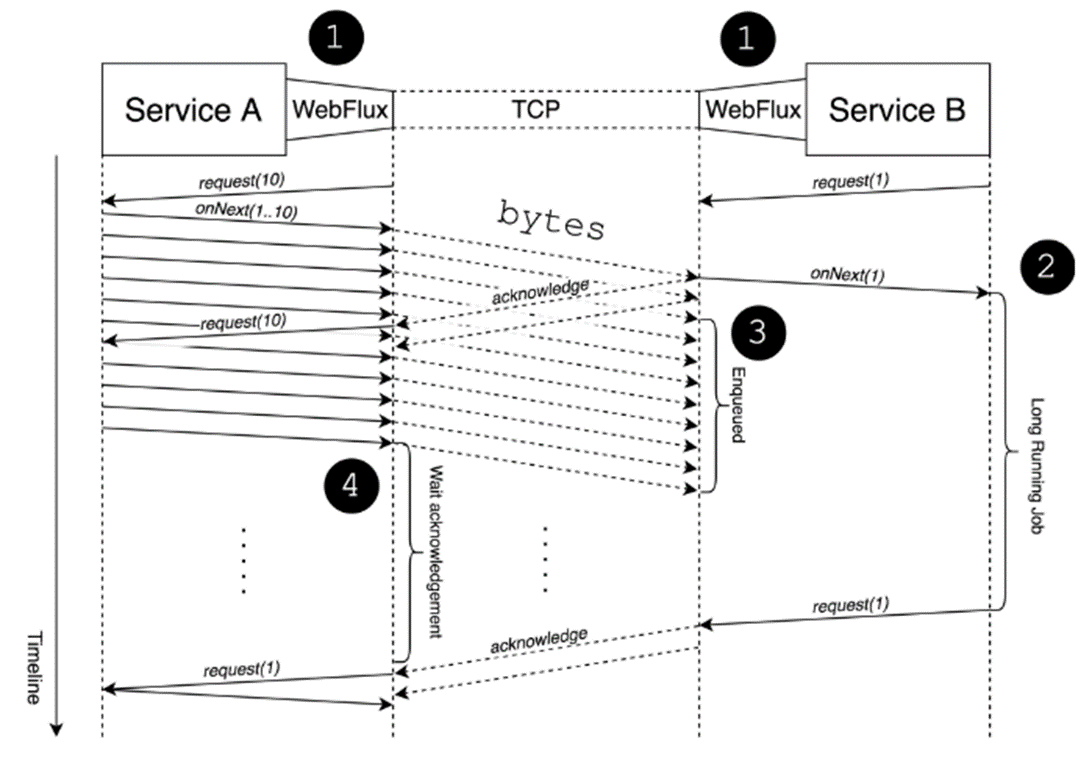 1
1
Service A
WebFlux
TCP
WebFlux
Service B
request(10)
request(1)
onNext(1..10)
bytes
2
onNext(1)
acknowledge
request(10)
3
Enqueued
Long Running Job
4
Wait acknowledgement
request(1)
acknowledge
request(1)
Timeline